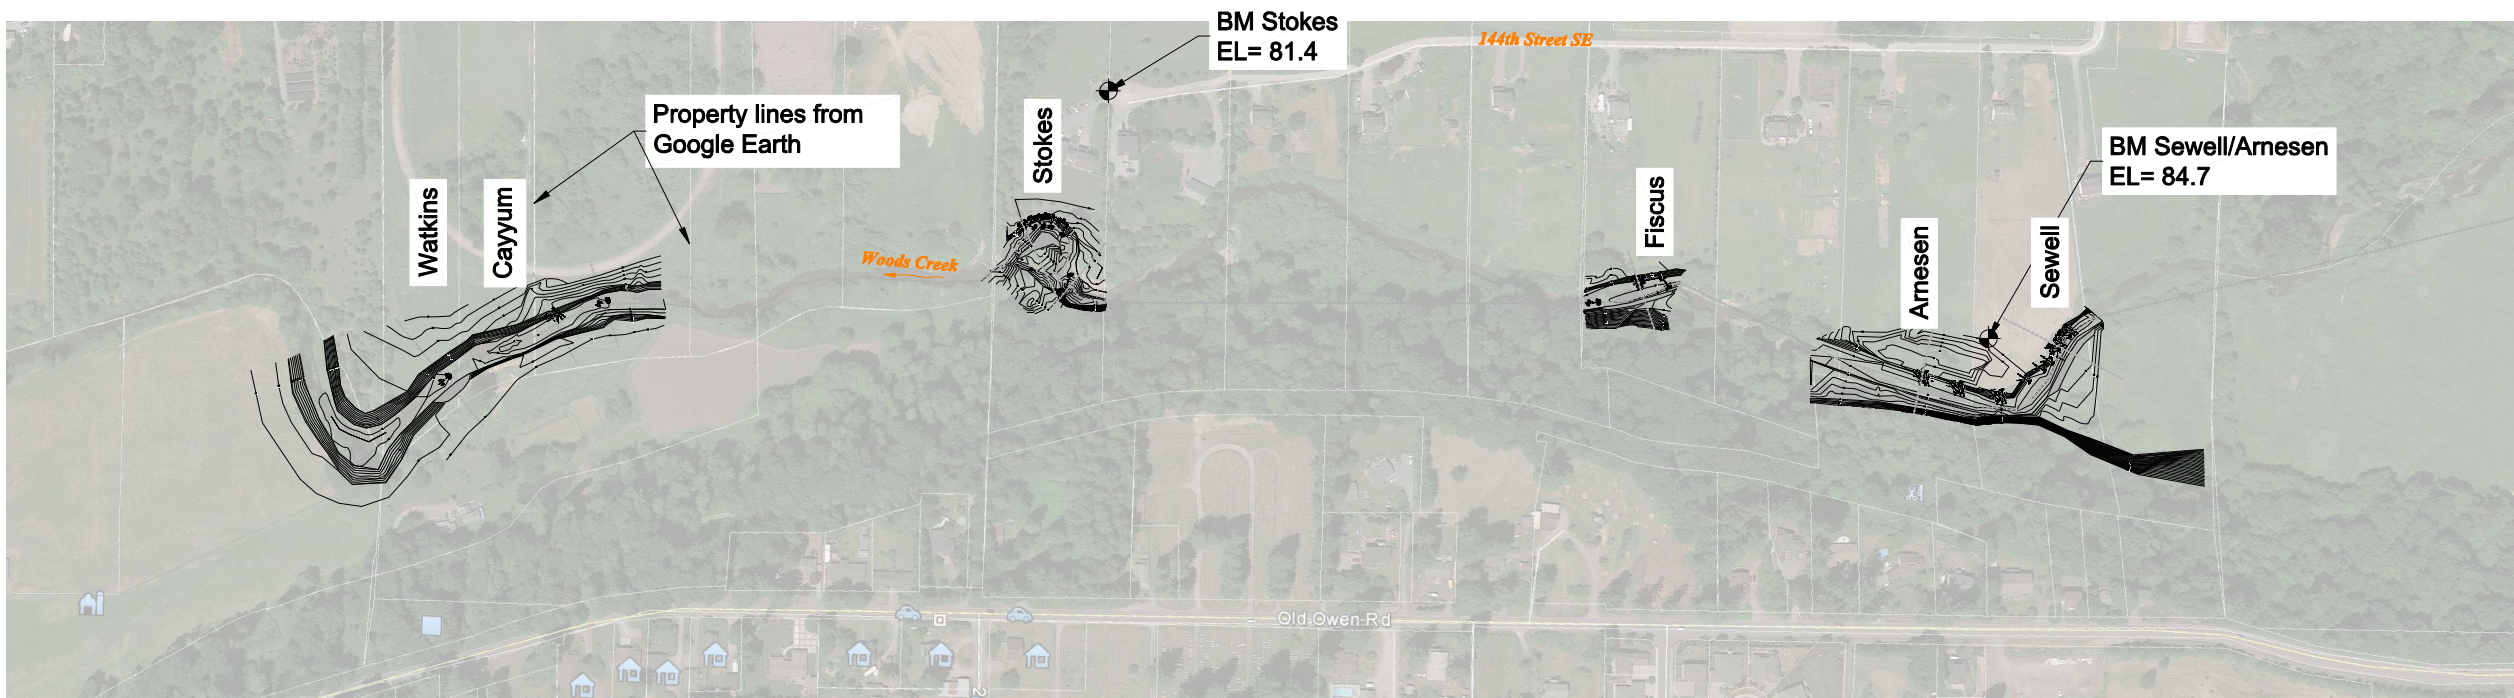 BM Stokes
EL= 81.4
144th Street SE
Property lines from
Google Earth
Stokes
BM Sewell/Arnesen
EL= 84.7
Watkins
Cayyum
Fiscus
Arnesen
Sewell
Woods Creek
Old Owen Rd